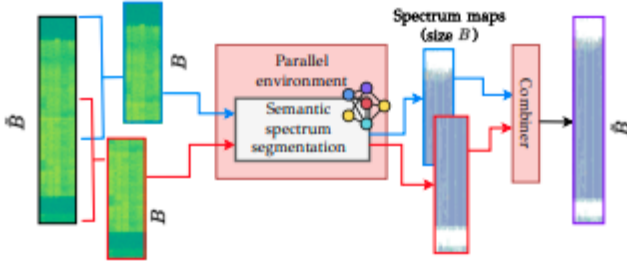 Spectrum maps
(size B)
Parallel
environment
Semantic
spectrum
segmentation
Combiner
B̃
B
B
B̃